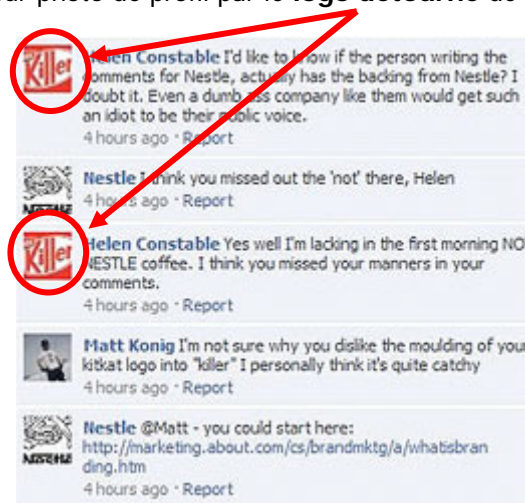 ur photo de profil par le logo détourné de
Killer
Helen Constable I'd like to know if the person writing the
comments for Nestle, actually has the backing from Nestle? I
doubt it. Even a dumb ass company like them would get such
an idiot to be their public voice.
4 hours ago · Report
Nestle I think you missed out the 'not' there, Helen
4 hours ago · Report
Killer
Helen Constable Yes well I'm lacking in the first morning NO
NESTLE coffee. I think you missed your manners in your
comments.
4 hours ago · Report
Matt Konig I'm not sure why you dislike the moulding of your
kitkat logo into "killer" I personally think it's quite catchy
4 hours ago · Report
Nestle @Matt - you could start here:
http://marketing.about.com/cs/brandmktg/a/whatisbran
ding.htm
4 hours ago · Report